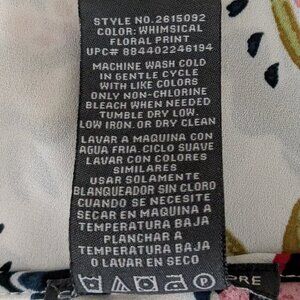 STYLE NO.2615092
COLOR: WHIMSICAL
FLORAL PRINT
UPC# 884402246194
MACHINE WASH COLD
IN GENTLE CYCLE
WITH LIKE COLORS
ONLY NON-CHLORINE
BLEACH WHEN NEEDED
TUMBLE DRY LOW.
LOW IRON. OR DRY CLEAN
LAVAR A MAQUINA CON
AGUA FRIA. CICLO SUAVE
LAVAR CON COLORES
SIMILARES
USAR SOLAMENTE
BLANQUEADOR SIN CLORO
CUANDO SE NECESITE
SECAR EN MAQUINA A
TEMPERATURA BAJA
PLANCHAR A
TEMPERATURA BAJA
O LAVAR EN SECO
P
PRE